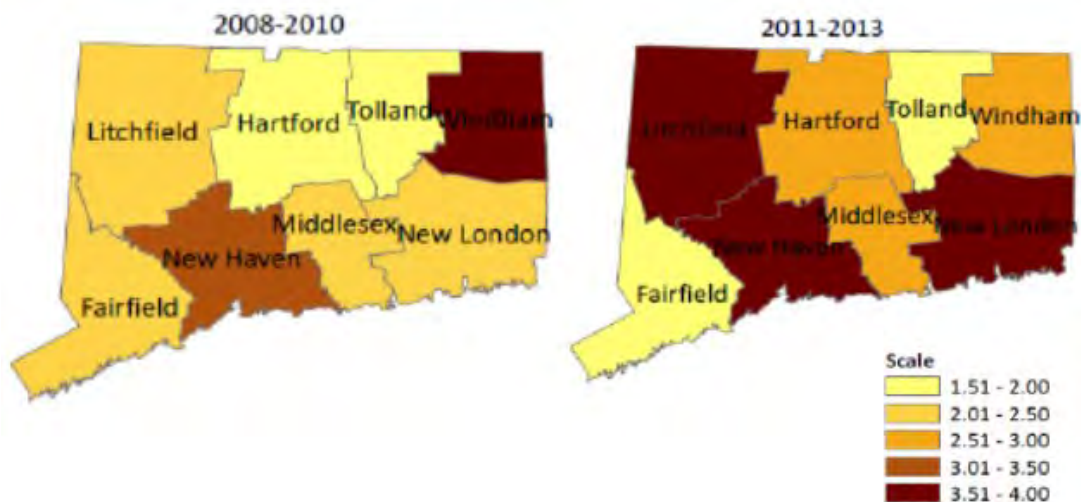 2008-2010
Litchfield
Hartford
Tolland
Windham
Middlesex
New London
New Haven
Fairfield
2011-2013
Litchfield
Hartford
Tolland
Windham
Middlesex
New London
New Haven
Fairfield
Scale
1.51 - 2.00
2.01 - 2.50
2.51 - 3.00
3.01 - 3.50
3.51 - 4.00